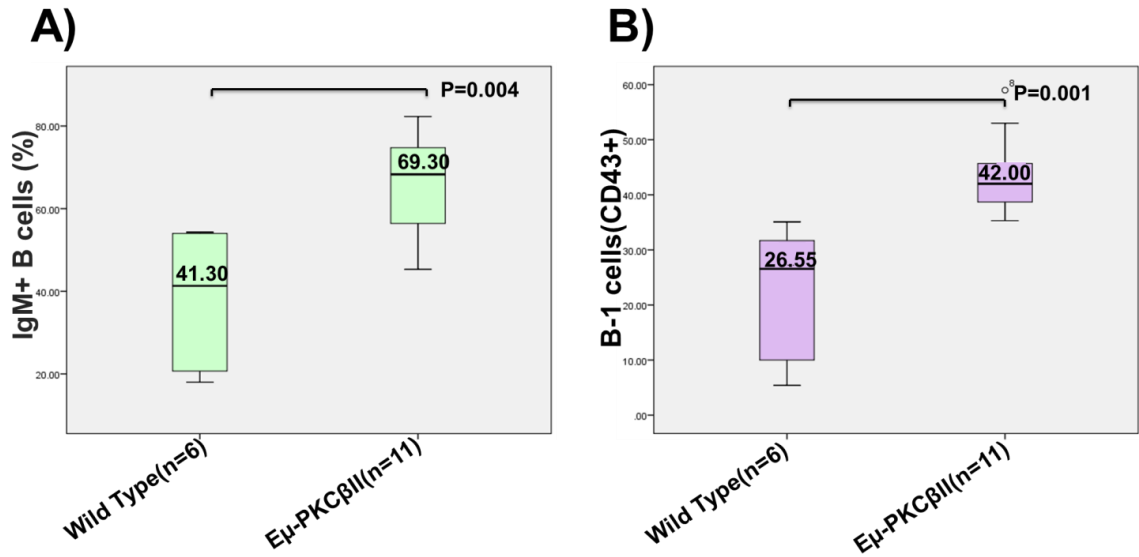 A)
P=0.004
IgM+ B cells (%)
80.00
60.00
40.00
20.00
41.30
69.30
Wild Type(n=6)
Eµ-PKCβII(n=11)
B)
8
P=0.001
B-1 cells(CD43+)
60.00
50.00
40.00
30.00
20.00
10.00
.00
26.55
42.00
Wild Type(n=6)
Eµ-PKCβII(n=11)